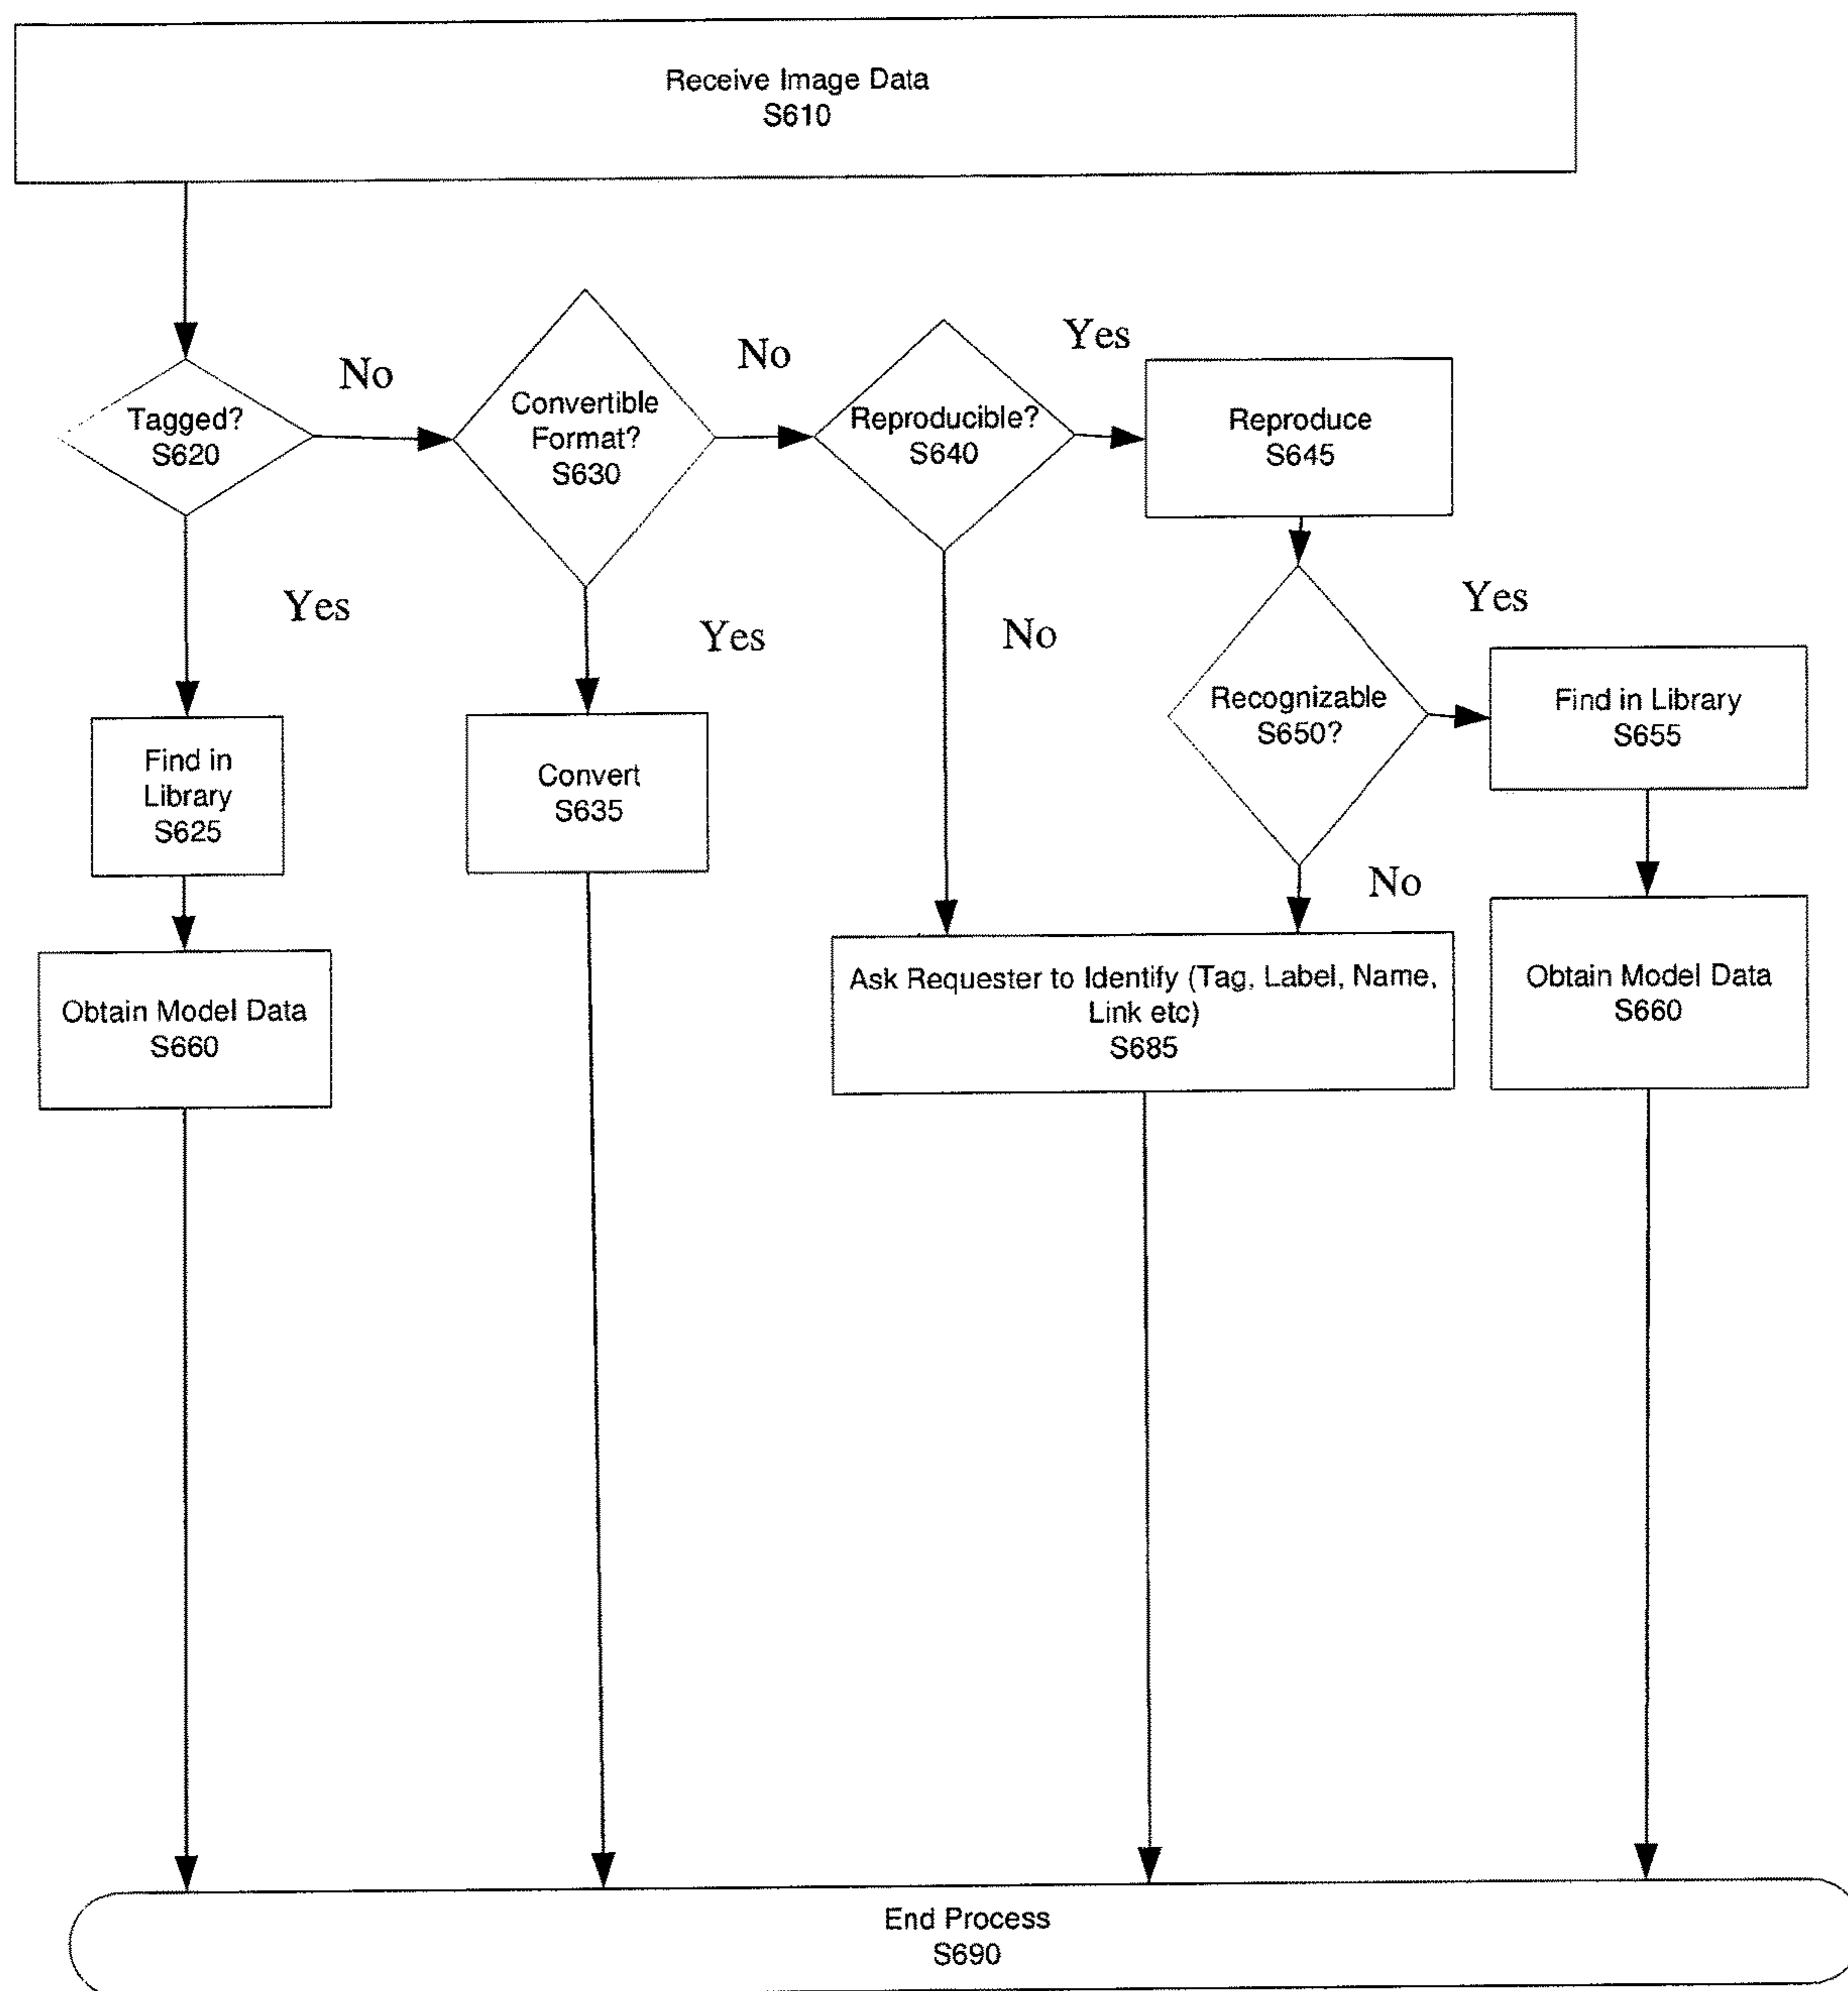 Receive Image Data
S610
Tagged?
S620
No
Convertible
Format?
S630
No
Reproducible?
S640
Yes
Reproduce
S645
Yes
Find in
Library
S625
Yes
Convert
S635
No
Recognizable
S650?
Yes
Find in Library
S655
No
Obtain Model Data
S660
Ask Requester to Identify (Tag, Label, Name,
Link etc)
S685
Obtain Model Data
S660
End Process
S690